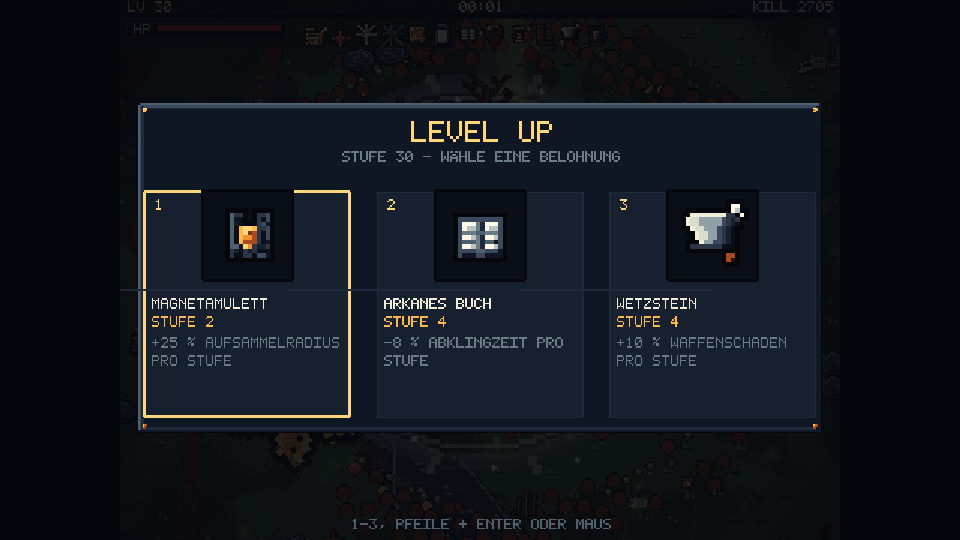 LV 30
00:01
KILL 2705
HP
LEVEL UP
STUFE 30 – WÄHLE EINE BELOHNUNG
1
2
3
MAGNETAMULETT
STUFE 2
+25 % AUFSAMMELRADIUS
PRO STUFE
ARKANES BUCH
STUFE 4
-8 % ABKLINGZEIT PRO
STUFE
WETZSTEIN
STUFE 4
+10 % WAFFENSCHADEN
PRO STUFE
1-3, PFEILE + ENTER ODER MAUS